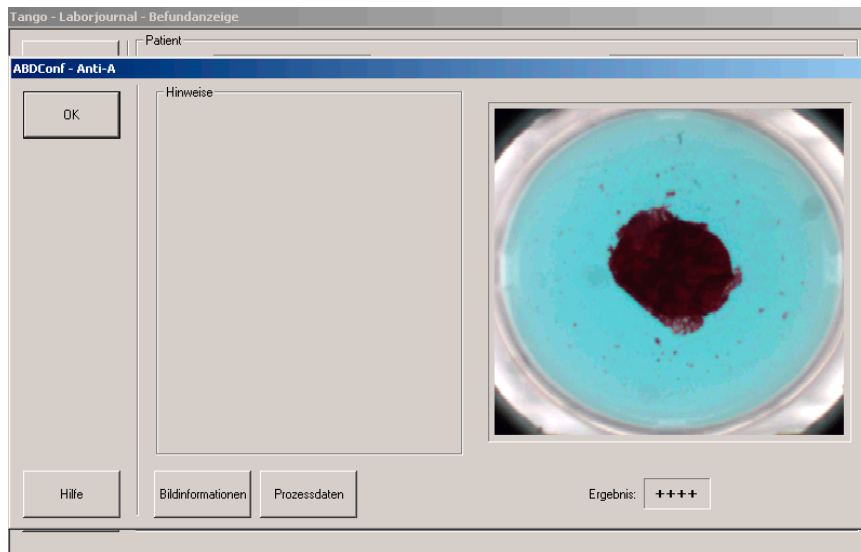 Tango - Laborjournal - Befundanzeige
Patient
ABDConf - Anti-A
OK
Hinweise
Hilfe
Bildinformationen
Prozessdaten
Ergebnis: ++++